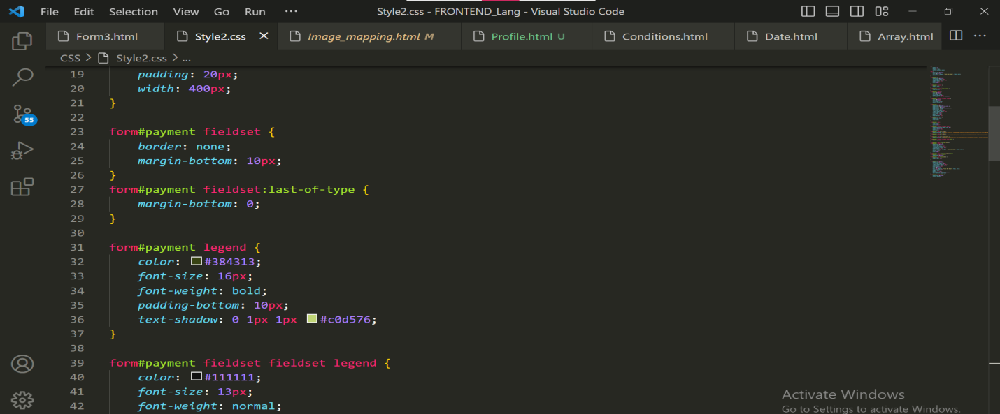 File Edit Selection View Go Run ··· Style2.css - FRONTEND_Lang - Visual Studio Code
Form3.html Style2.css Image_mapping.html M Profile.html U Conditions.html Date.html Array.html ···
CSS > Style2.css > ...
19 padding: 20px;
20 width: 400px;
21 }
22
23 form#payment fieldset {
24 border: none;
25 margin-bottom: 10px;
26 }
27 form#payment fieldset:last-of-type {
28 margin-bottom: 0;
29 }
30
31 form#payment legend {
32 color: #384313;
33 font-size: 16px;
34 font-weight: bold;
35 padding-bottom: 10px;
36 text-shadow: 0 1px 1px #c0d576;
37 }
38
39 form#payment fieldset fieldset legend {
40 color: #111111;
41 font-size: 13px;
42 font-weight: normal;
55
Activate Windows
Go to Settings to activate Windows.